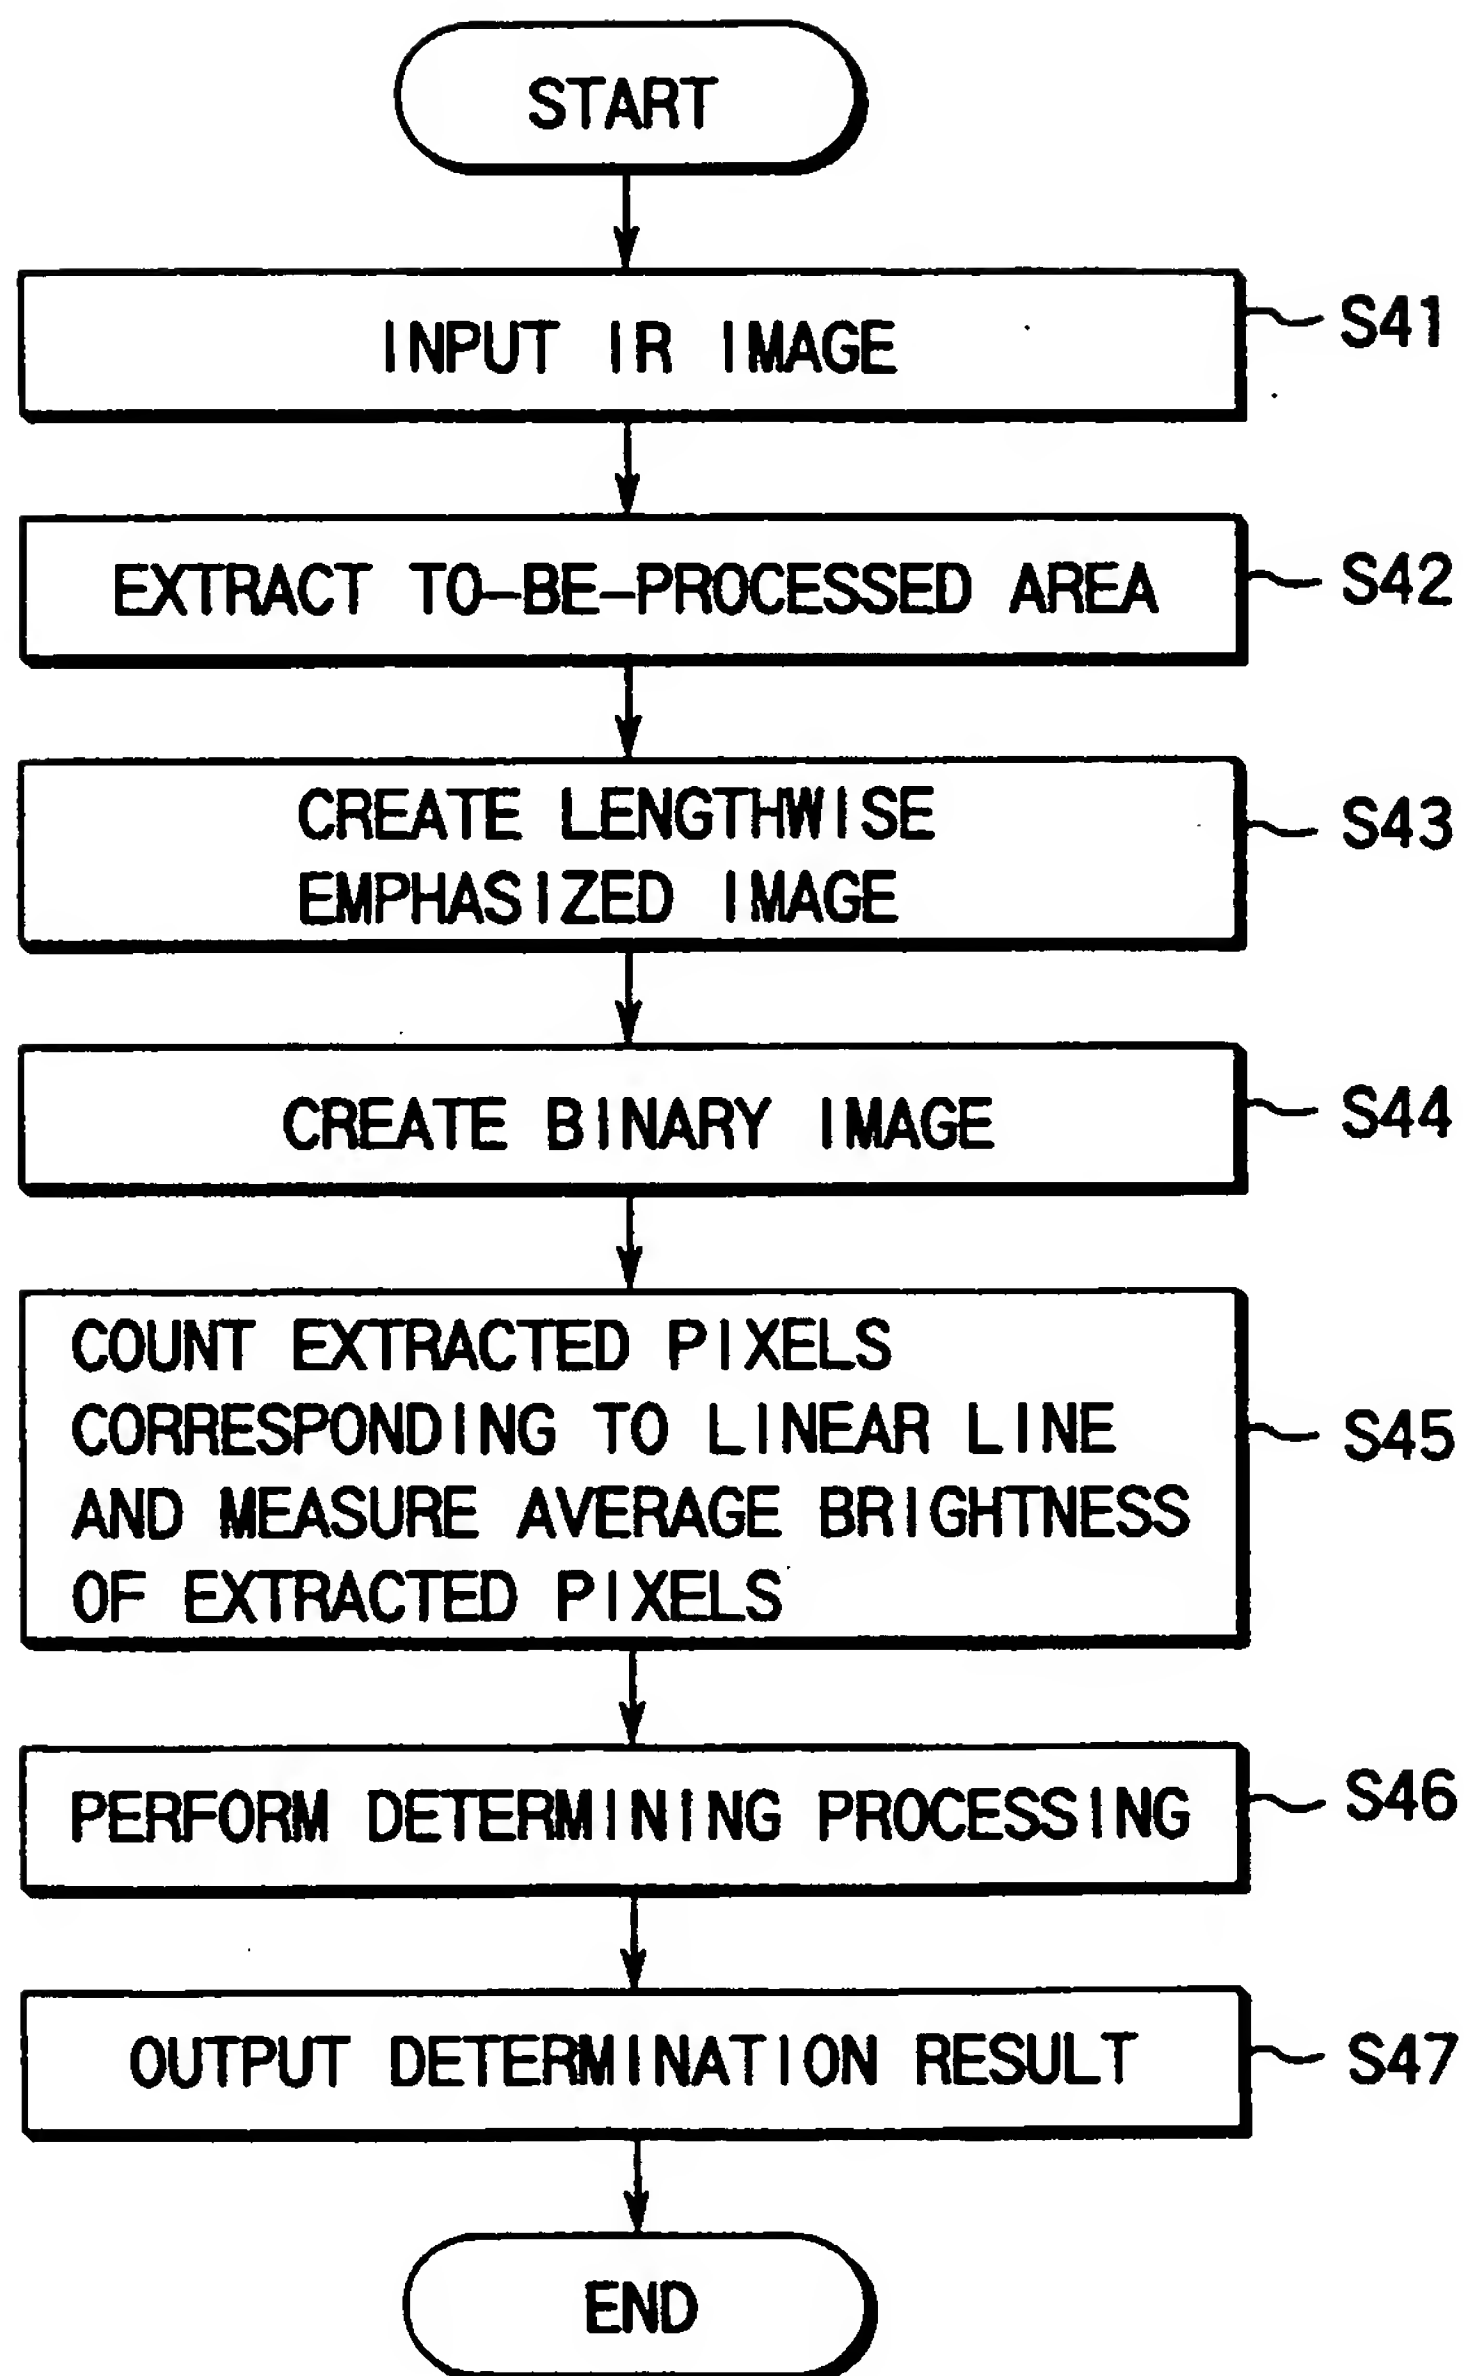 START
INPUT IR IMAGE
S41
EXTRACT TO-BE-PROCESSED AREA
S42
CREATE LENGTHWISE
EMPHASIZED IMAGE
S43
CREATE BINARY IMAGE
S44
COUNT EXTRACTED PIXELS
CORRESPONDING TO LINEAR LINE
AND MEASURE AVERAGE BRIGHTNESS
OF EXTRACTED PIXELS
S45
PERFORM DETERMINING PROCESSING
S46
OUTPUT DETERMINATION RESULT
S47
END